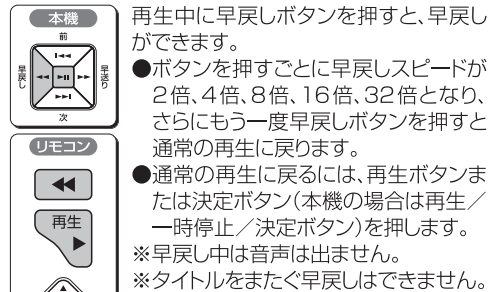 本機
前
早戻し
早送り
次
リモコン
再生
再生中に早戻しボタンを押すと、早戻し
ができます。
●ボタンを押すごとに早戻しスピードが
2倍、4倍、8倍、16倍、32倍となり、
さらにもう一度早戻しボタンを押すと
通常の再生に戻ります。
●通常の再生に戻るには、再生ボタンま
たは決定ボタン(本機の場合は再生/
一時停止/決定ボタン)を押します。
※早戻し中は音声は出ません。
※タイトルをまたぐ早戻しはできません。